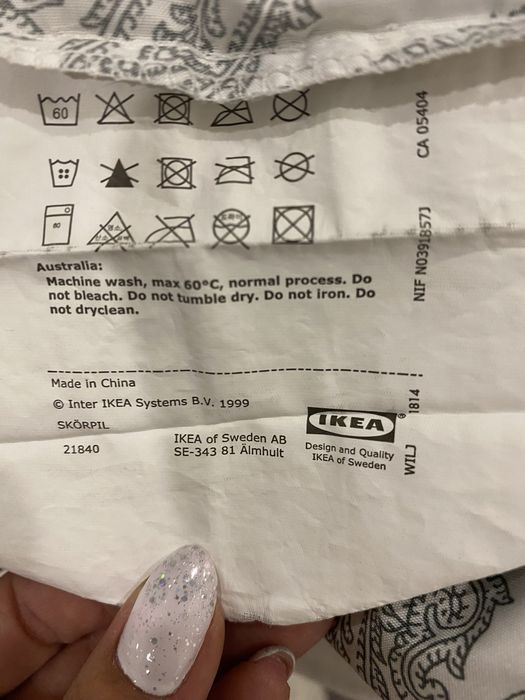 60
CA 05404
60
NIF N0391857J
Australia:
Machine wash, max 60°C, normal process. Do
not bleach. Do not tumble dry. Do not iron. Do
not dryclean.
Made in China
© Inter IKEA Systems B.V. 1999
SKÖRPIL
21840
IKEA of Sweden AB
SE-343 81 Älmhult
IKEA®
Design and Quality
IKEA of Sweden
WILJ 1814